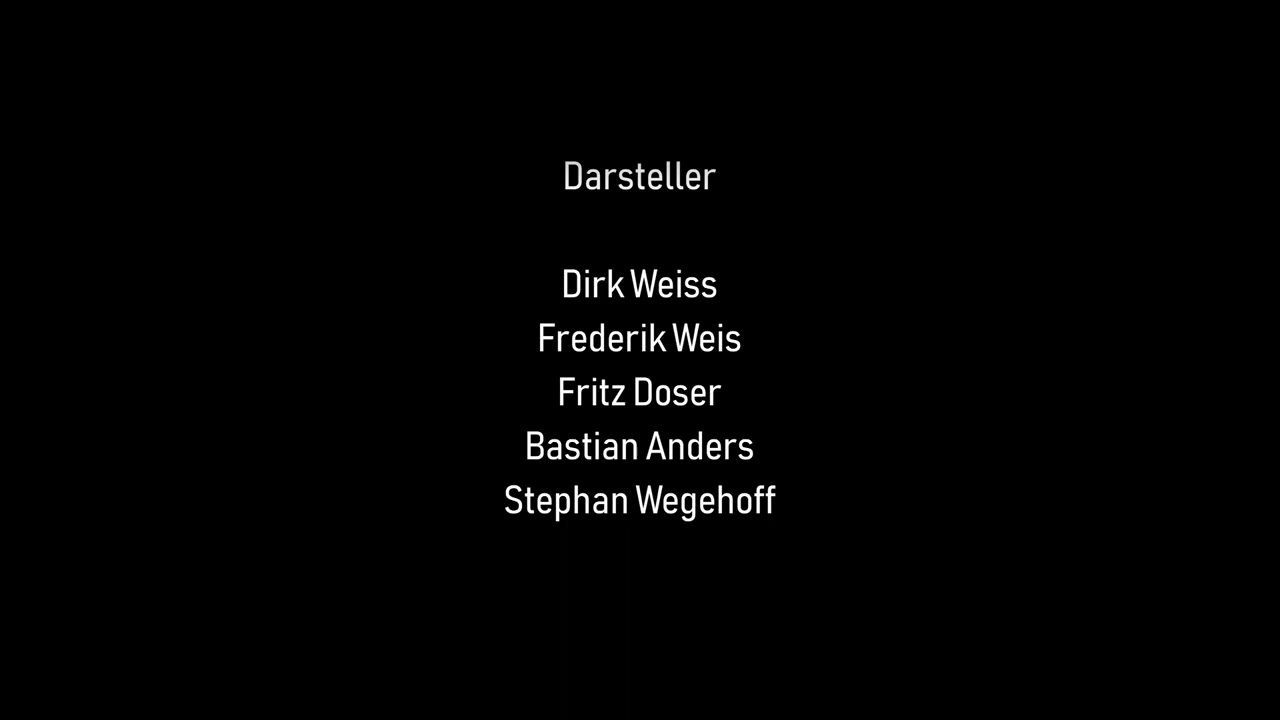 Darsteller
Dirk Weiss
Frederik Weis
Fritz Doser
Bastian Anders
Stephan Wegehoff